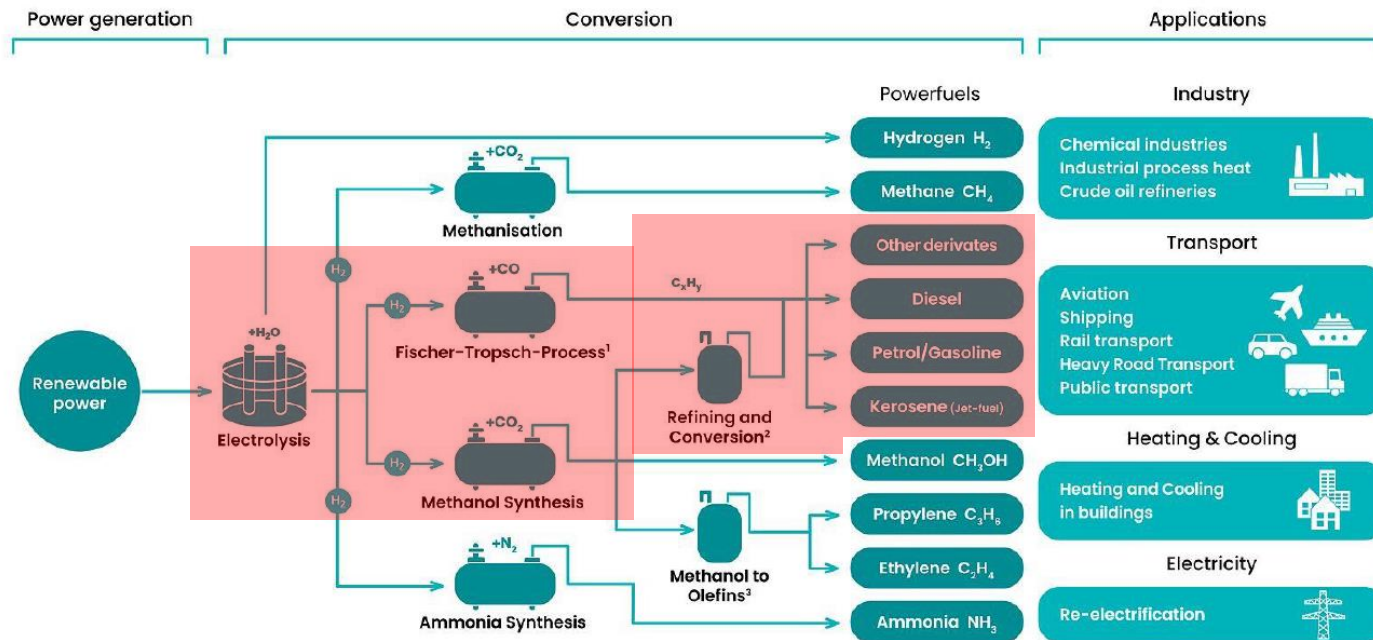 Power generation
Conversion
Applications
Powerfuels
Industry
Hydrogen H₂
Chemical industries
Industrial process heat
Crude oil refineries
+CO₂
Methane CH₄
Methanisation
Other derivates
Transport
H₂
+CO
CₓHᵧ
H₂
Diesel
Aviation
Shipping
Rail transport
Heavy Road Transport
Public transport
+H₂O
Fischer-Tropsch-Process¹
Petrol/Gasoline
Renewable
power
Electrolysis
Refining and
Conversion²
Kerosene (Jet-fuel)
+CO₂
Heating & Cooling
H₂
Methanol CH₃OH
Methanol Synthesis
Heating and Cooling
in buildings
H₂
Propylene C₃H₆
+N₂
Methanol to
Olefins³
Ethylene C₂H₄
Electricity
Ammonia Synthesis
Ammonia NH₃
Re-electrification